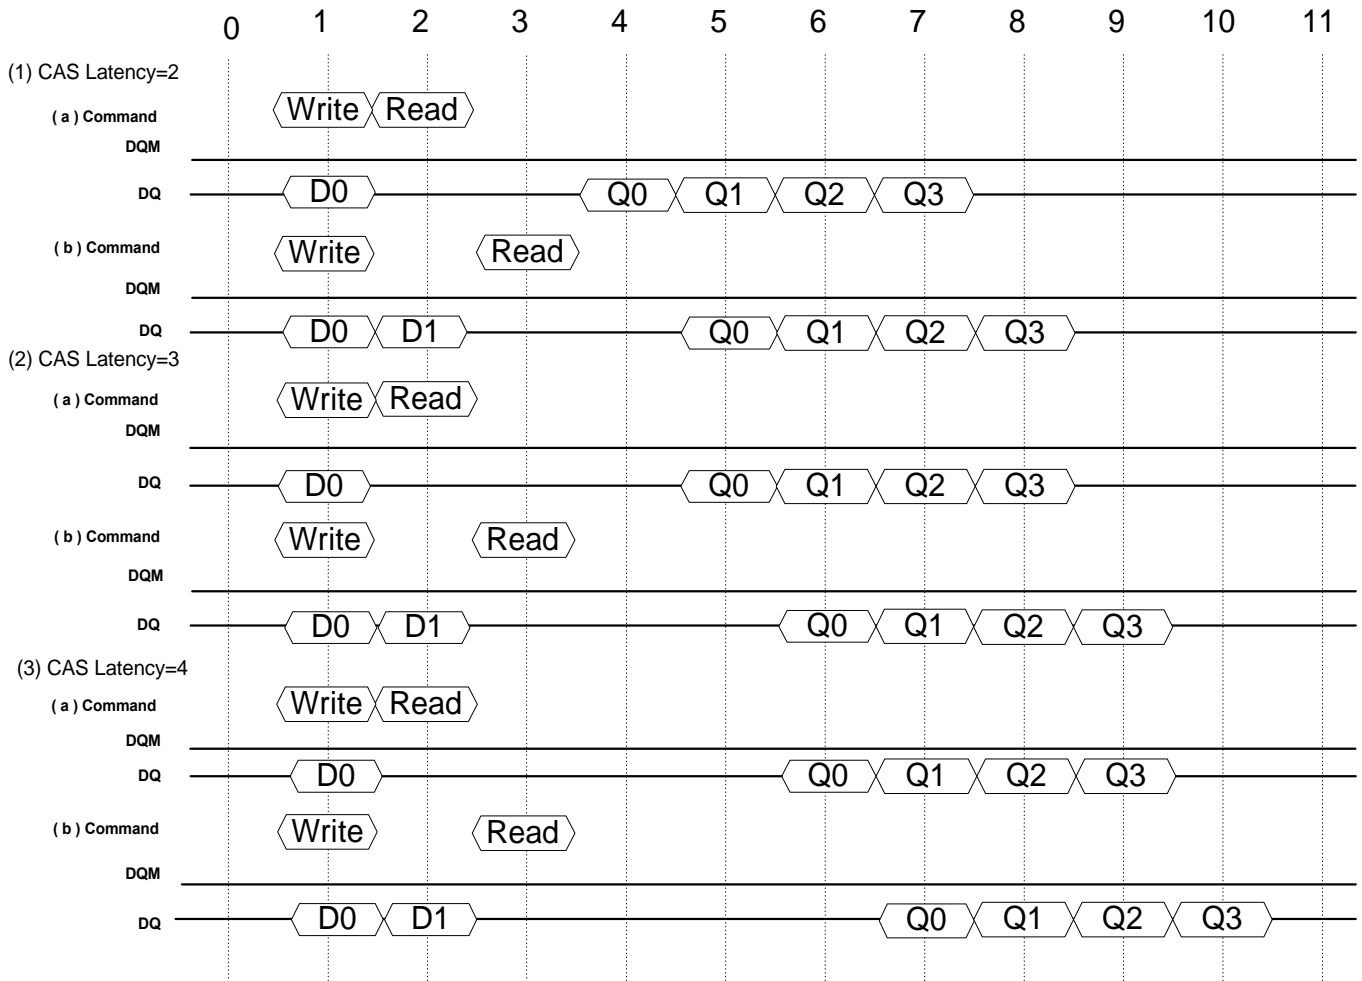 0 1 2 3 4 5 6 7 8 9 10 11
(1) CAS Latency=2
( a ) Command Write Read
DQM
DQ D0 Q0 Q1 Q2 Q3
( b ) Command Write Read
DQM
DQ D0 D1 Q0 Q1 Q2 Q3
(2) CAS Latency=3
( a ) Command Write Read
DQM
DQ D0 Q0 Q1 Q2 Q3
( b ) Command Write Read
DQM
DQ D0 D1 Q0 Q1 Q2 Q3
(3) CAS Latency=4
( a ) Command Write Read
DQM
DQ D0 Q0 Q1 Q2 Q3
( b ) Command Write Read
DQM
DQ D0 D1 Q0 Q1 Q2 Q3